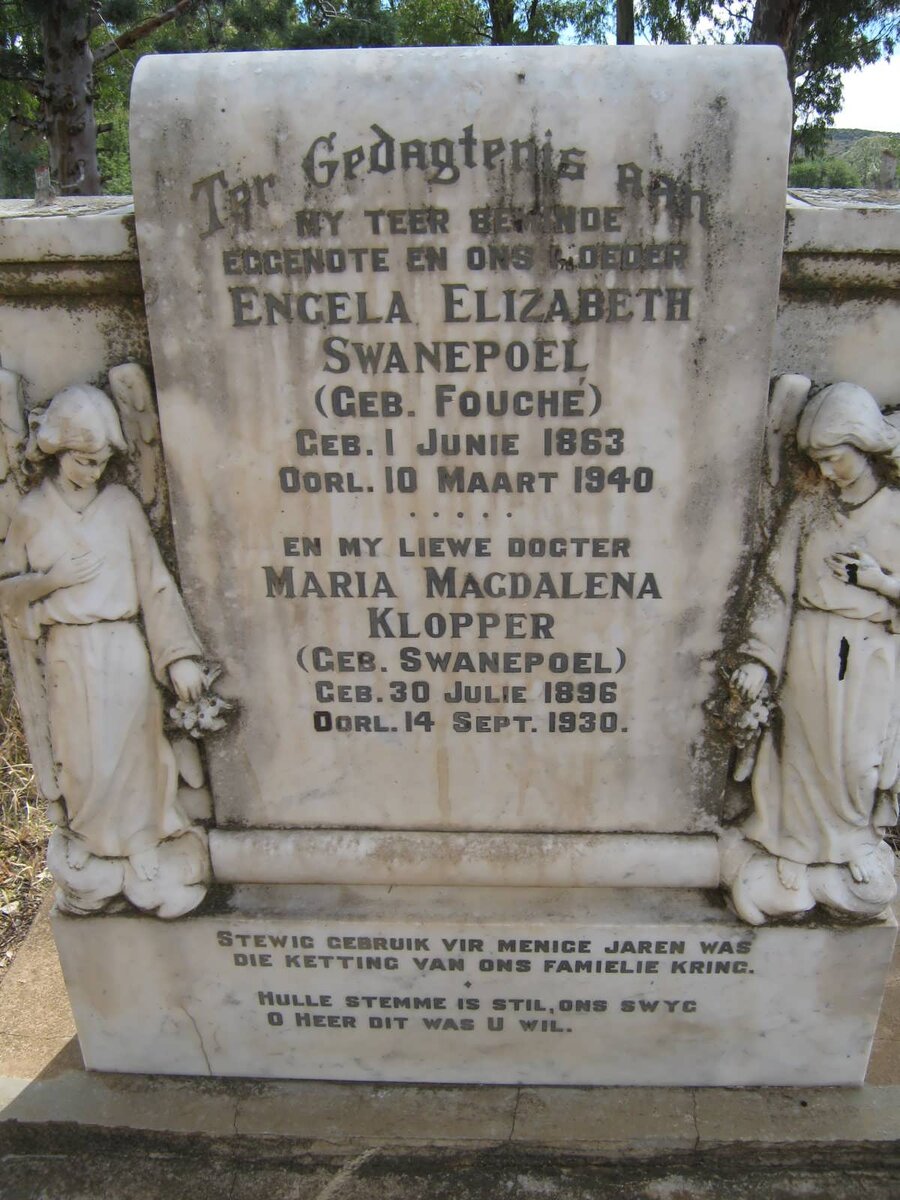 Ter Gedagtenis aan
MY TEER BEMINDE
EGGENOTE EN ONS MOEDER
ENGELA ELIZABETH
SWANEPOEL,
(GEB. FOUCHÉ)
GEB. 1 JUNIE 1863
OORL. 10 MAART 1940
. . . . .
EN MY LIEWE DOGTER
MARIA MAGDALENA
KLOPPER
(GEB. SWANEPOEL)
GEB. 30 JULIE 1896
OORL. 14 SEPT. 1930.
STEWIG GEBRUIK VIR MENIGE JAREN WAS
DIE KETTING VAN ONS FAMIELIE KRING.
HULLE STEMME IS STIL, ONS SWYG
O HEER DIT WAS U WIL.